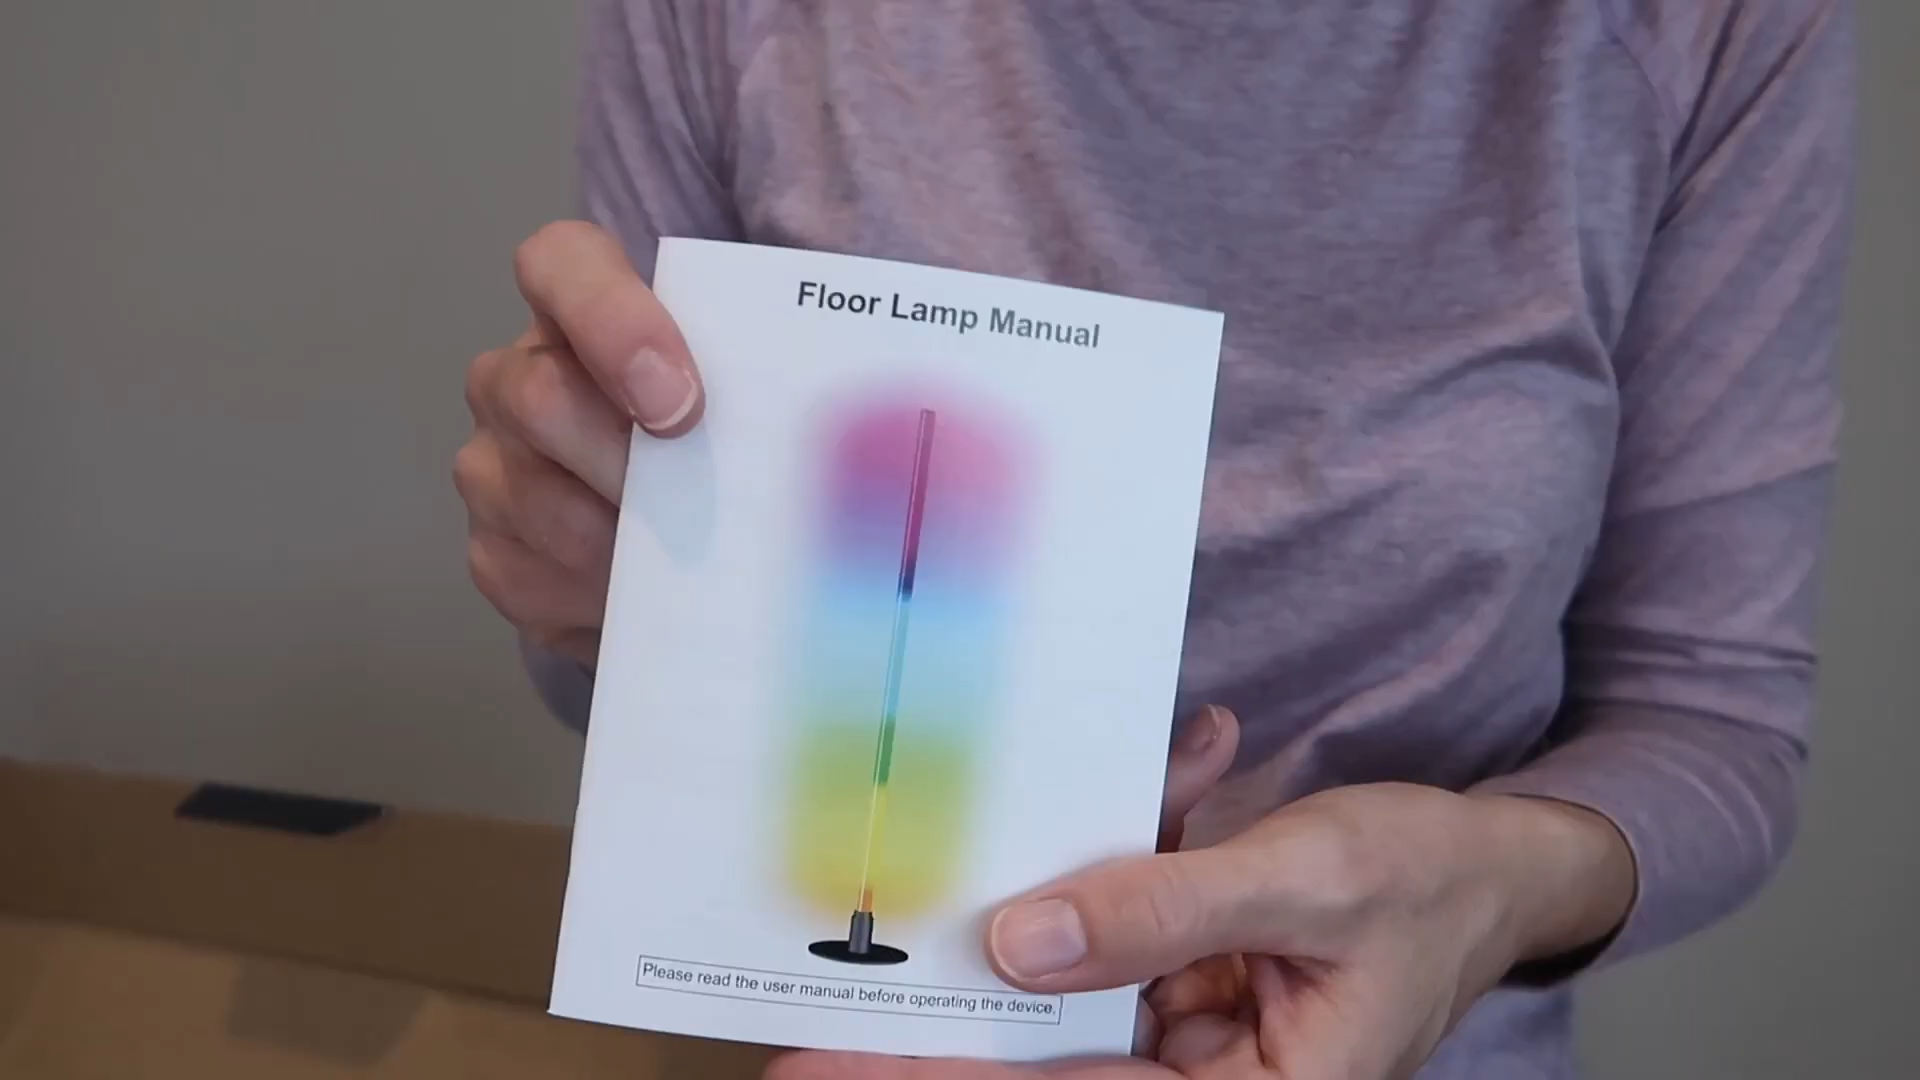 Floor Lamp Manual
Please read the user manual before operating the device.